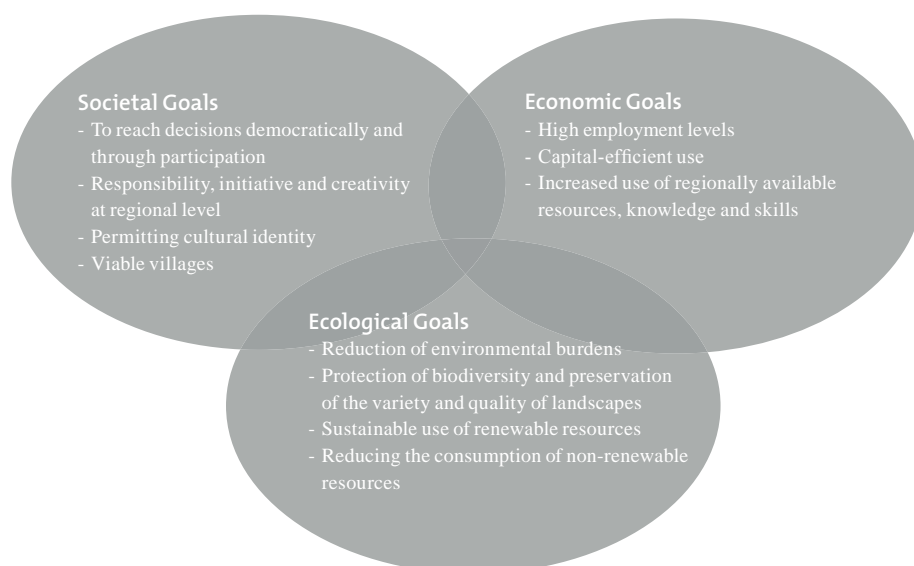 Societal Goals
- To reach decisions democratically and
through participation
- Responsibility, initiative and creativity
at regional level
- Permitting cultural identity
- Viable villages
Economic Goals
- High employment levels
- Capital-efficient use
- Increased use of regionally available
resources, knowledge and skills
Ecological Goals
- Reduction of environmental burdens
- Protection of biodiversity and preservation
of the variety and quality of landscapes
- Sustainable use of renewable resources
- Reducing the consumption of non-renewable
resources